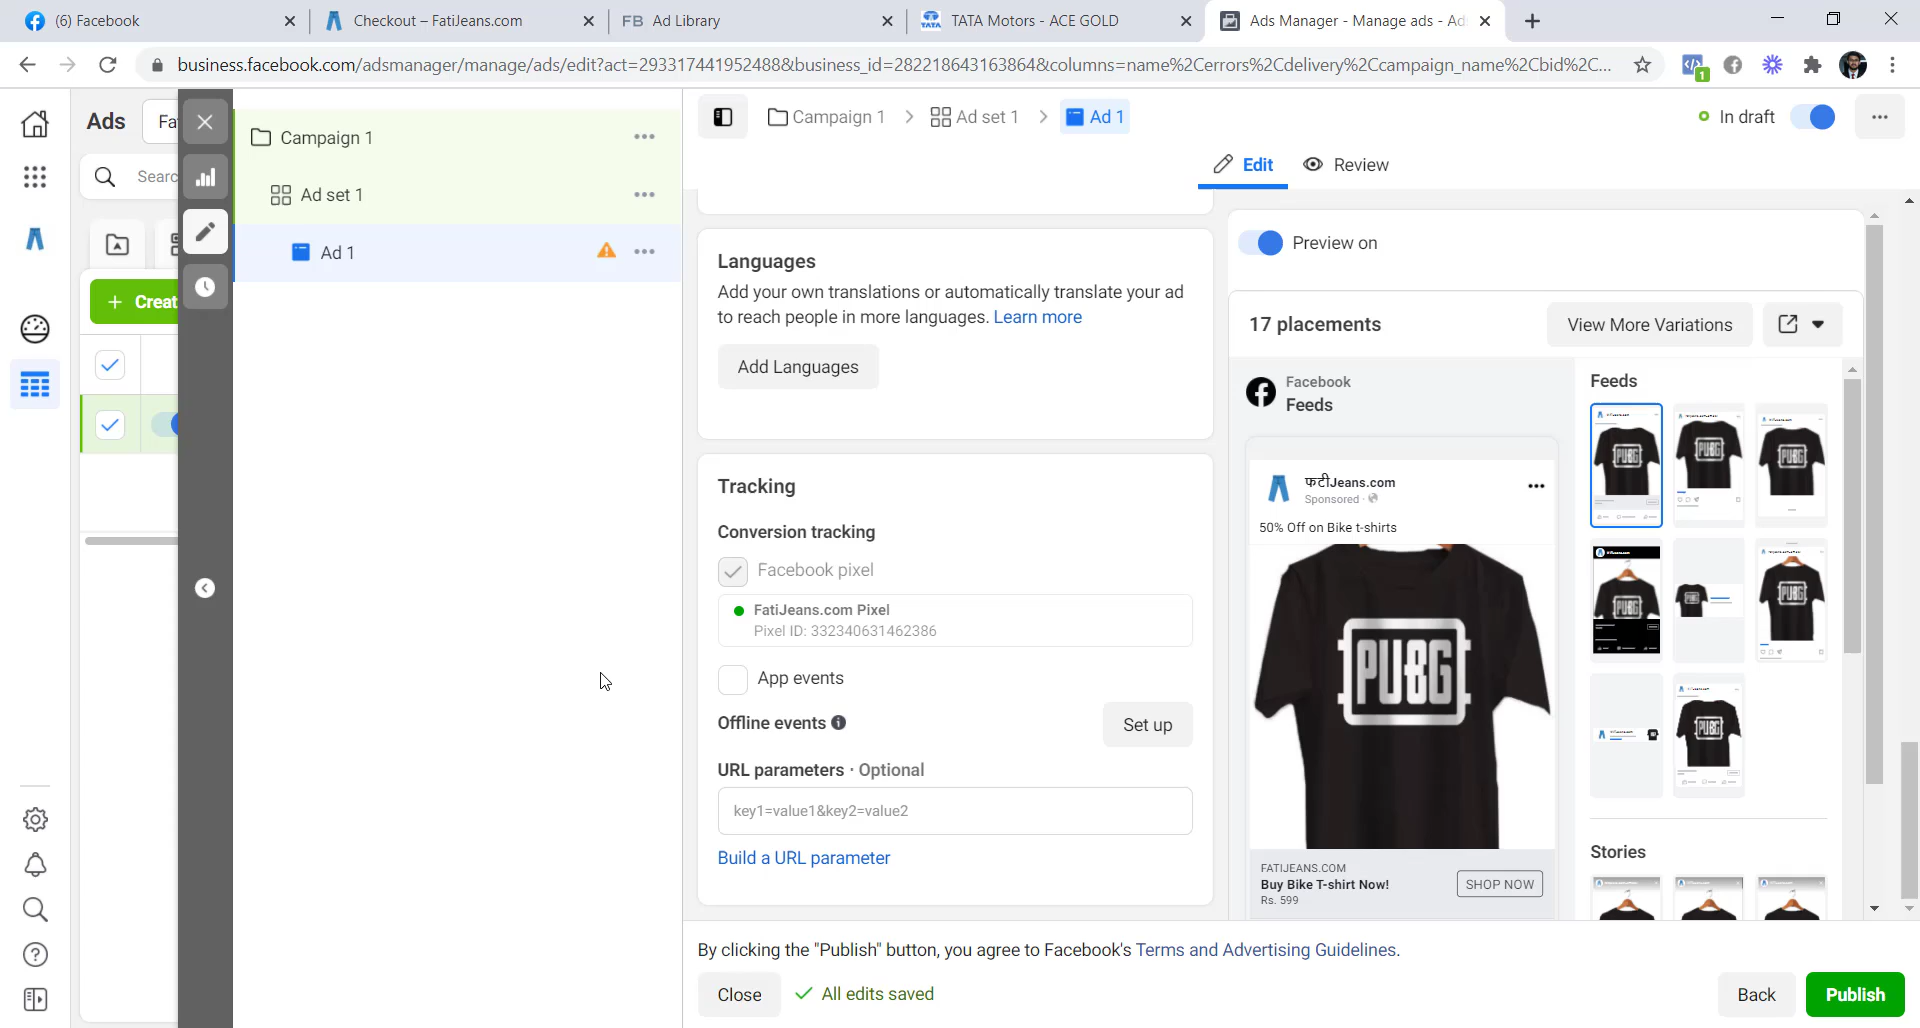 (6) Facebook
Checkout – FatiJeans.com
FB Ad Library
TATA Motors - ACE GOLD
Ads Manager - Manage ads - Ad
business.facebook.com/adsmanager/manage/ads/edit?act=293317441952488&business_id=282218643163864&columns=name%2Cerrors%2Cdelivery%2Ccampaign_name%2Cbid%2C...
1
Ads
Fa
Searc
+ Creat
Campaign 1
Ad set 1
Ad 1
Campaign 1 > Ad set 1 > Ad 1
In draft
Edit
Review
Languages
Add your own translations or automatically translate your ad
to reach people in more languages. Learn more
Add Languages
Tracking
Conversion tracking
Facebook pixel
FatiJeans.com Pixel
Pixel ID: 332340631462386
App events
Offline events
Set up
URL parameters · Optional
key1=value1&key2=value2
Build a URL parameter
Preview on
17 placements
View More Variations
Facebook
Feeds
फटीJeans.com
Sponsored ·
50% Off on Bike t-shirts
PUBG
FATIJEANS.COM
Buy Bike T-shirt Now!
Rs. 599
SHOP NOW
Feeds
PUBG
PUBG
PUBG
PUBG
PUBG
PUBG
PUBG
Stories
By clicking the "Publish" button, you agree to Facebook's Terms and Advertising Guidelines.
Close
All edits saved
Back
Publish